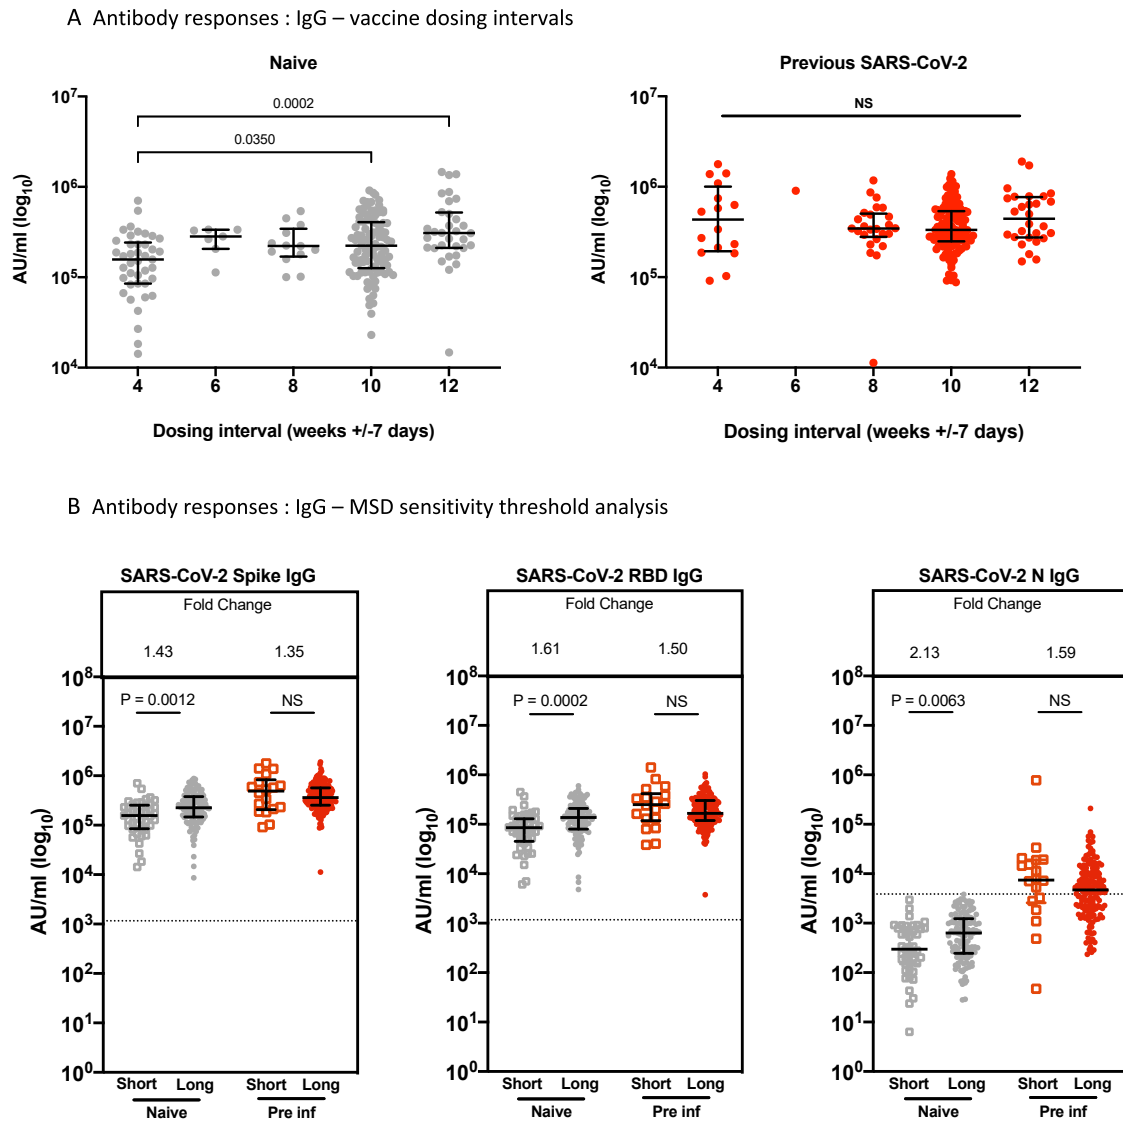 A Antibody responses : IgG – vaccine dosing intervals
Naive
Previous SARS-CoV-2
10⁷
10⁶
10⁵
10⁴
AU/ml (log₁₀)
0.0002
0.0350
4 6 8 10 12
Dosing interval (weeks +/-7 days)
10⁷
10⁶
10⁵
10⁴
AU/ml (log₁₀)
NS
4 6 8 10 12
Dosing interval (weeks +/-7 days)
B Antibody responses : IgG – MSD sensitivity threshold analysis
SARS-CoV-2 Spike IgG
Fold Change
1.43 1.35
P = 0.0012 NS
10⁸
10⁷
10⁶
10⁵
10⁴
10³
10²
10¹
10⁰
AU/ml (log₁₀)
Short Long Short Long
Naive Pre inf
SARS-CoV-2 RBD IgG
Fold Change
1.61 1.50
P = 0.0002 NS
10⁸
10⁷
10⁶
10⁵
10⁴
10³
10²
10¹
10⁰
AU/ml (log₁₀)
Short Long Short Long
Naive Pre inf
SARS-CoV-2 N IgG
Fold Change
2.13 1.59
P = 0.0063 NS
10⁸
10⁷
10⁶
10⁵
10⁴
10³
10²
10¹
10⁰
AU/ml (log₁₀)
Short Long Short Long
Naive Pre inf